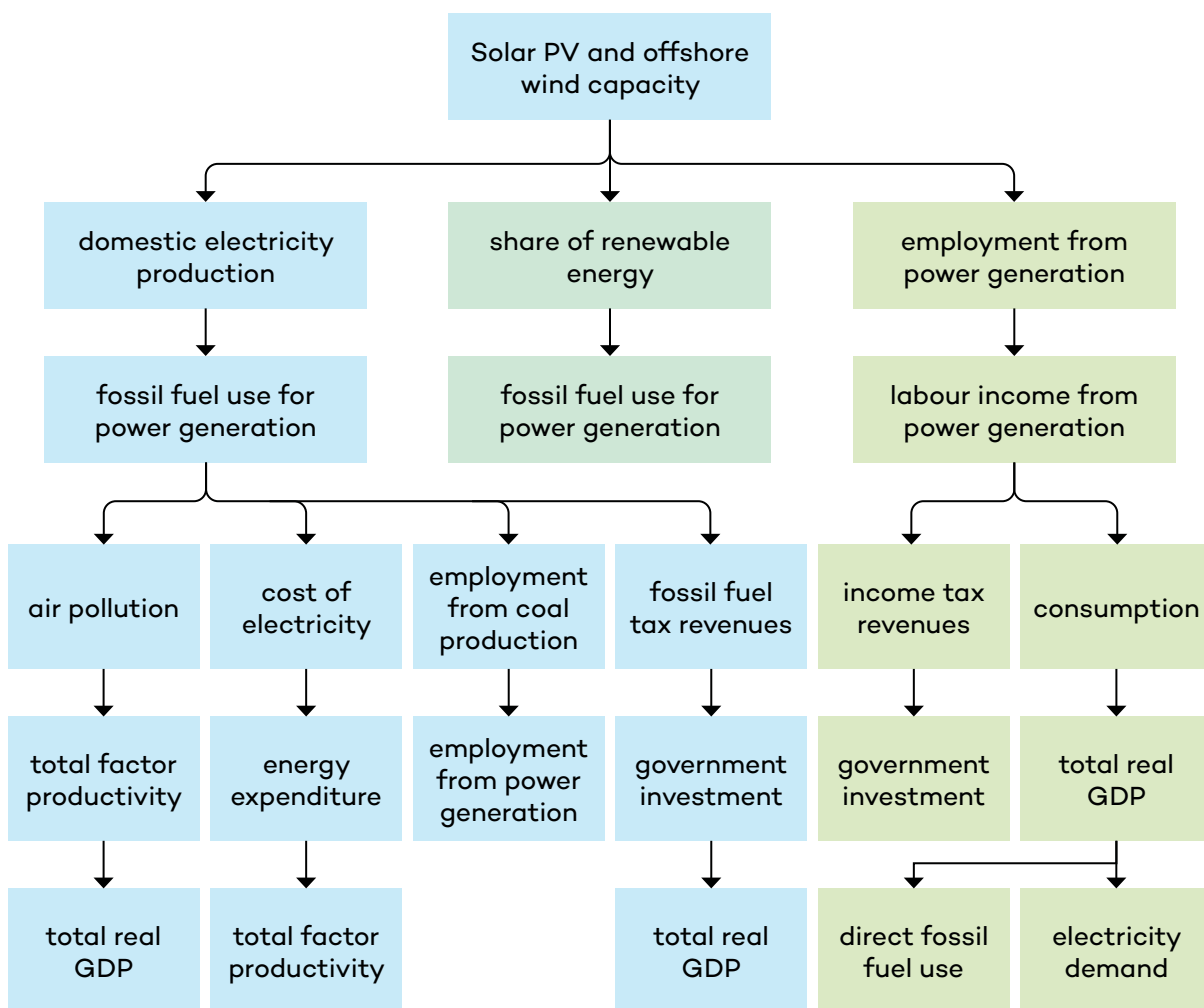 Solar PV and offshore
wind capacity
domestic electricity
production
share of renewable
energy
employment from
power generation
fossil fuel use for
power generation
fossil fuel use for
power generation
labour income from
power generation
air pollution
cost of
electricity
employment
from coal
production
fossil fuel
tax revenues
income tax
revenues
consumption
total factor
productivity
energy
expenditure
employment
from power
generation
government
investment
government
investment
total real
GDP
total real
GDP
total factor
productivity
total real
GDP
direct fossil
fuel use
electricity
demand